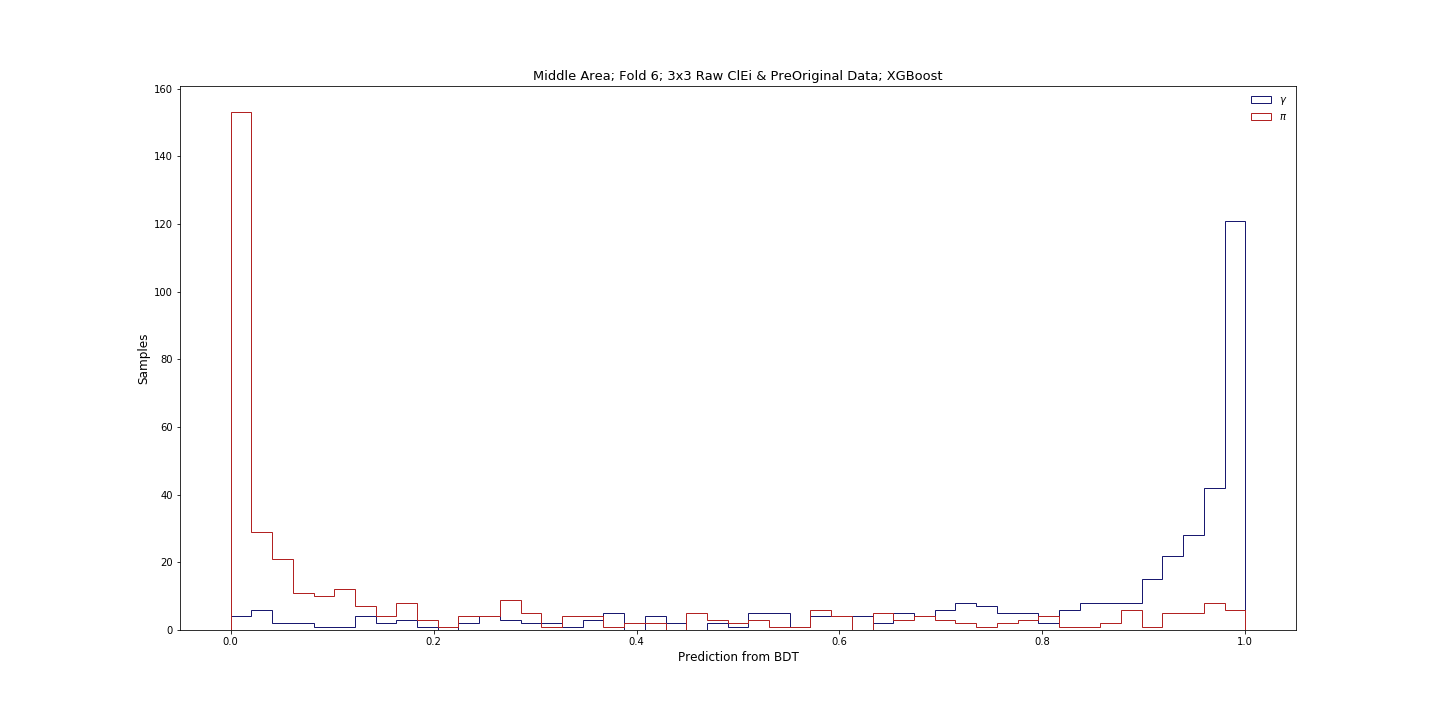 Middle Area; Fold 6; 3x3 Raw ClEi & PreOriginal Data; XGBoost
γ
π
160
140
120
100
80
60
40
20
0
Samples
0.0 0.2 0.4 0.6 0.8 1.0
Prediction from BDT